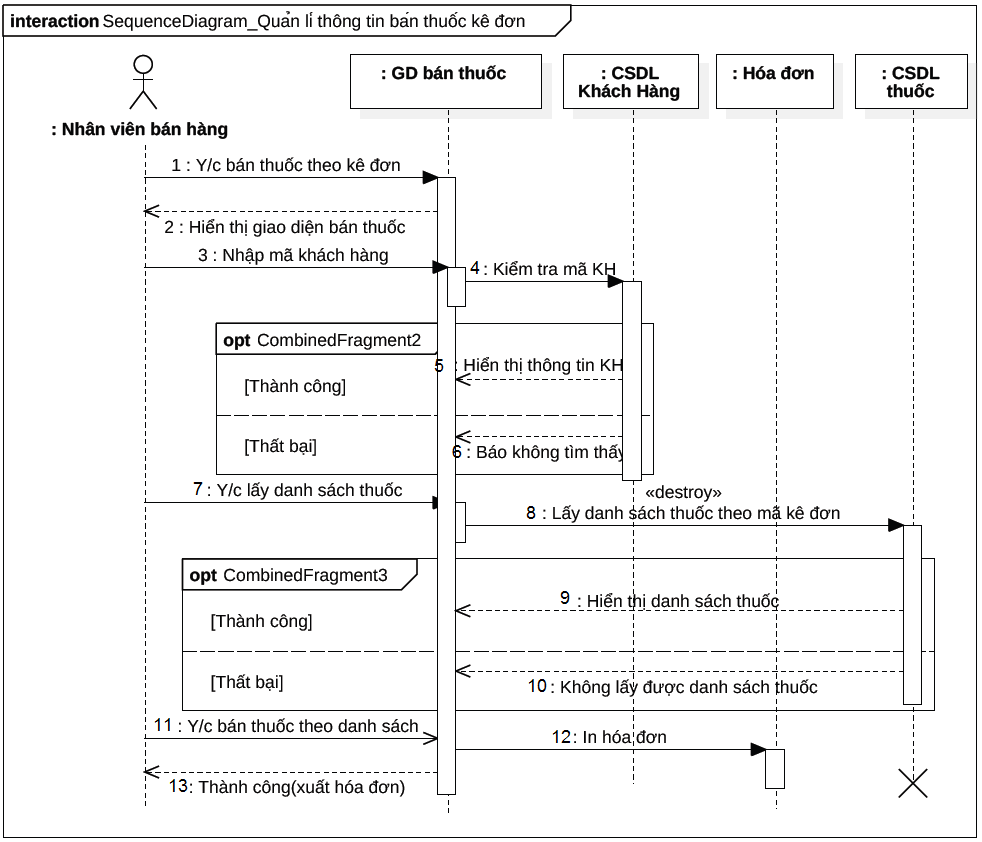 interaction SequenceDiagram_Quản lí thông tin bán thuốc kê đơn
: GD bán thuốc
: CSDL
Khách Hàng
: Hóa đơn
: CSDL
thuốc
: Nhân viên bán hàng
1 : Y/c bán thuốc theo kê đơn
2 : Hiển thị giao diện bán thuốc
3 : Nhập mã khách hàng
4 : Kiểm tra mã KH
opt CombinedFragment2
5 : Hiển thị thông tin KH
[Thành công]
[Thất bại]
6 : Báo không tìm thấy
7 : Y/c lấy danh sách thuốc
«destroy»
8 : Lấy danh sách thuốc theo mã kê đơn
opt CombinedFragment3
9 : Hiển thị danh sách thuốc
[Thành công]
[Thất bại]
10 : Không lấy được danh sách thuốc
11 : Y/c bán thuốc theo danh sách
12: In hóa đơn
13: Thành công(xuất hóa đơn)